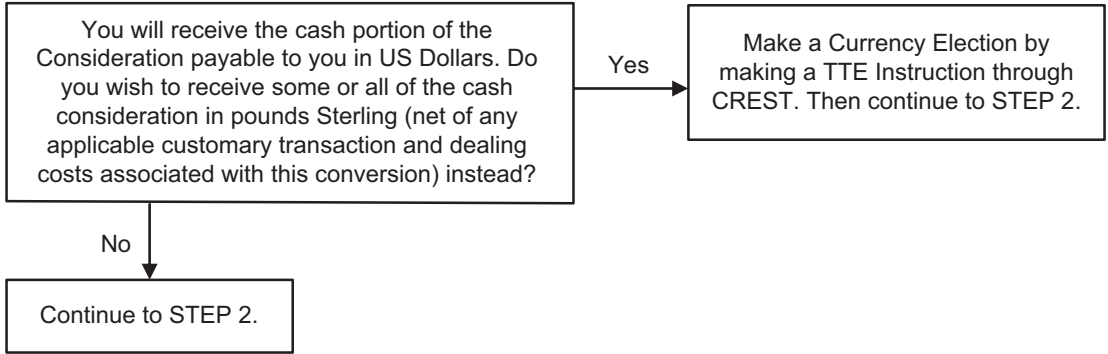 You will receive the cash portion of the
Consideration payable to you in US Dollars. Do
you wish to receive some or all of the cash
consideration in pounds Sterling (net of any
applicable customary transaction and dealing
costs associated with this conversion) instead?
Yes
Make a Currency Election by
making a TTE Instruction through
CREST. Then continue to STEP 2.
No
Continue to STEP 2.